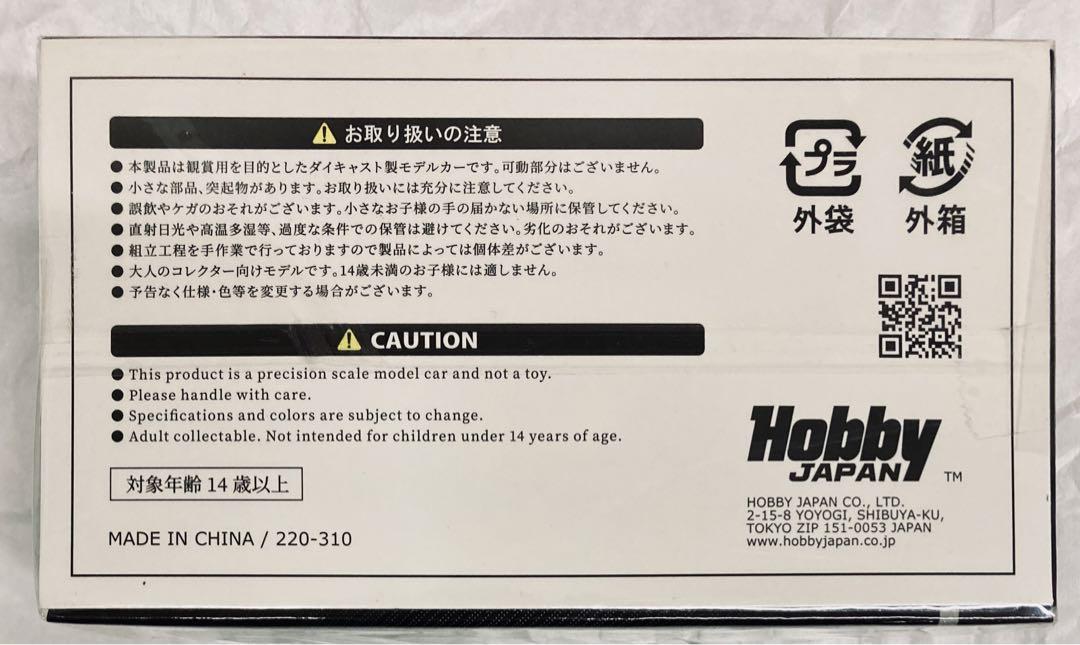 お取り扱いの注意
● 本製品は観賞用を目的としたダイキャスト製モデルカーです。可動部分はございません。
● 小さな部品、突起物があります。お取り扱いには充分に注意してください。
● 誤飲やケガのおそれがございます。小さなお子様の手の届かない場所に保管してください。
● 直射日光や高温多湿等、過度な条件での保管は避けてください。劣化のおそれがございます。
● 組立工程を手作業で行っておりますので製品によっては個体差がございます。
● 大人のコレクター向けモデルです。14歳未満のお子様には適しません。
● 予告なく仕様・色等を変更する場合がございます。
CAUTION
● This product is a precision scale model car and not a toy.
● Please handle with care.
● Specifications and colors are subject to change.
● Adult collectable. Not intended for children under 14 years of age.
対象年齢 14 歳以上
MADE IN CHINA / 220-310
プラ
外袋
紙
外箱
Hobby
JAPAN ™
HOBBY JAPAN CO., LTD.
2-15-8 YOYOGI, SHIBUYA-KU,
TOKYO ZIP 151-0053 JAPAN
www.hobbyjapan.co.jp